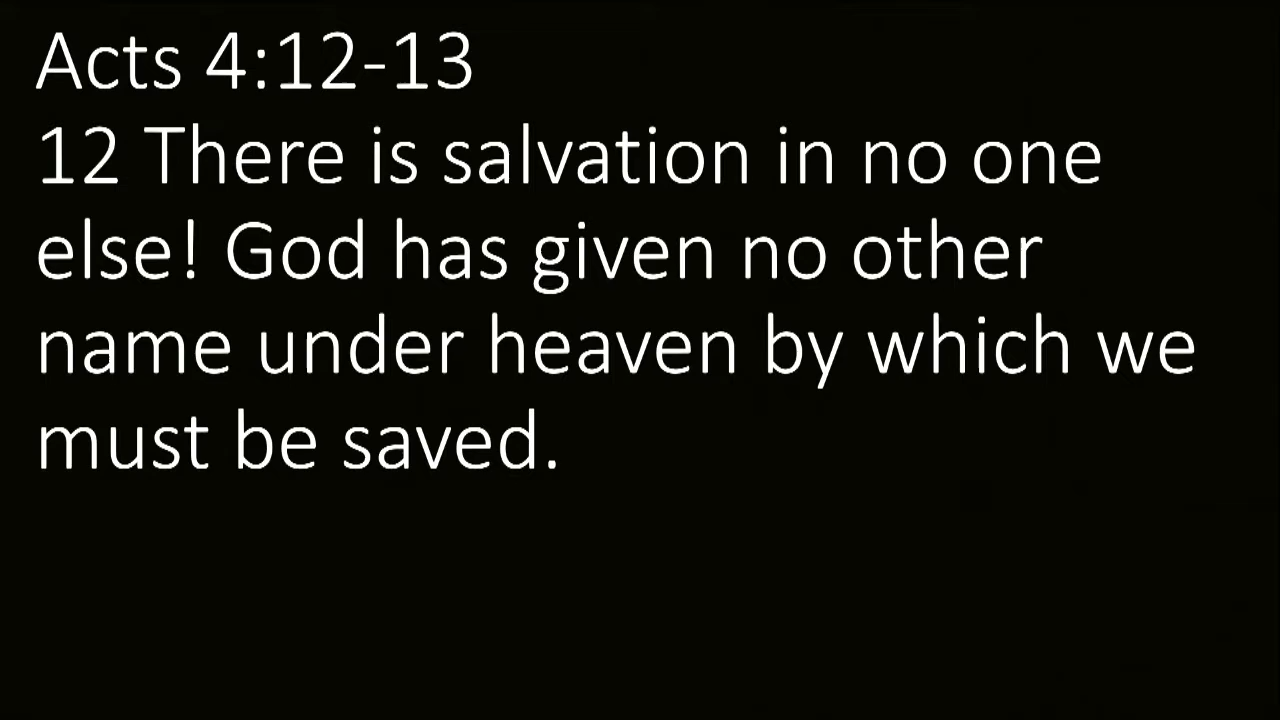 Acts 4:12-13
12 There is salvation in no one
else! God has given no other
name under heaven by which we
must be saved.